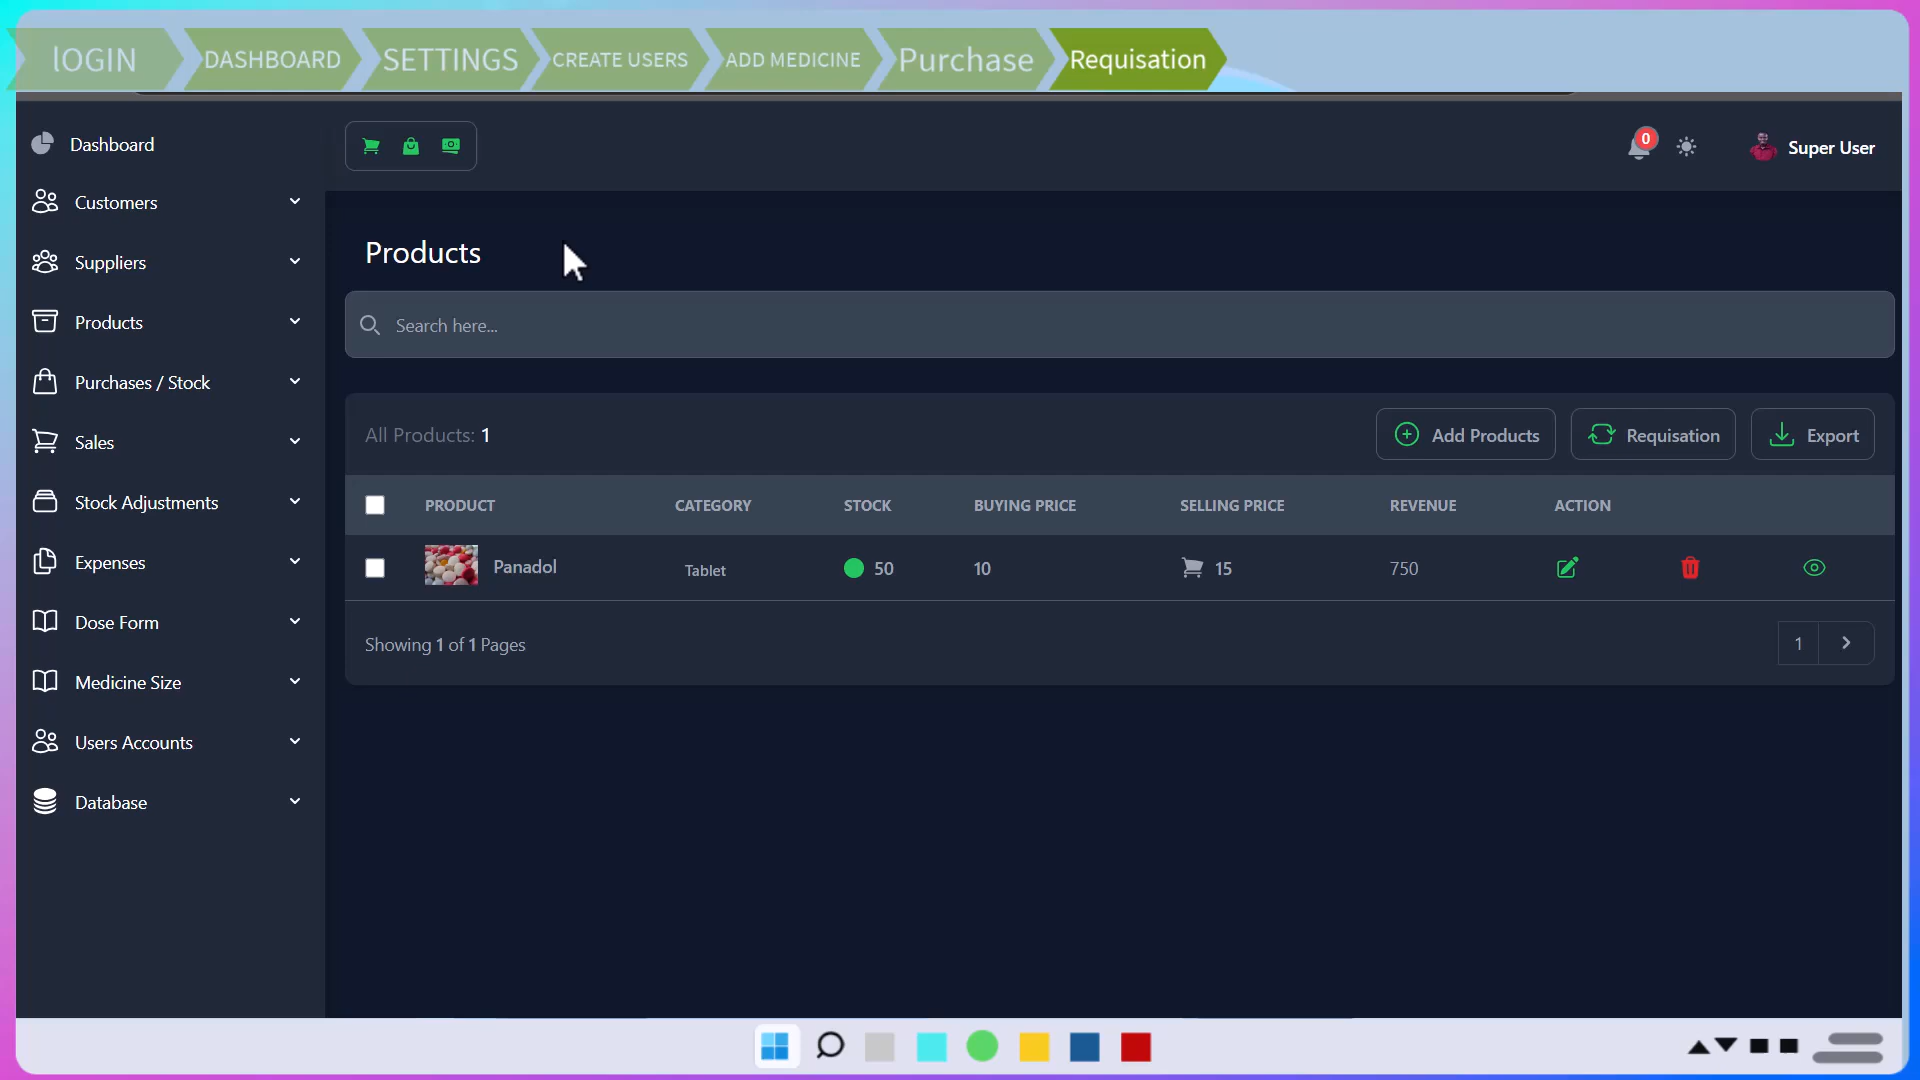 lOGIN DASHBOARD SETTINGS CREATE USERS ADD MEDICINE Purchase Requisation
Dashboard
0
Super User
Customers
Suppliers
Products
Purchases / Stock
Sales
Stock Adjustments
Expenses
Dose Form
Medicine Size
Users Accounts
Database
Products
Search here...
All Products: 1
Add Products
Requisation
Export
PRODUCT CATEGORY STOCK BUYING PRICE SELLING PRICE REVENUE ACTION
Panadol Tablet 50 10 15 750
Showing 1 of 1 Pages
1